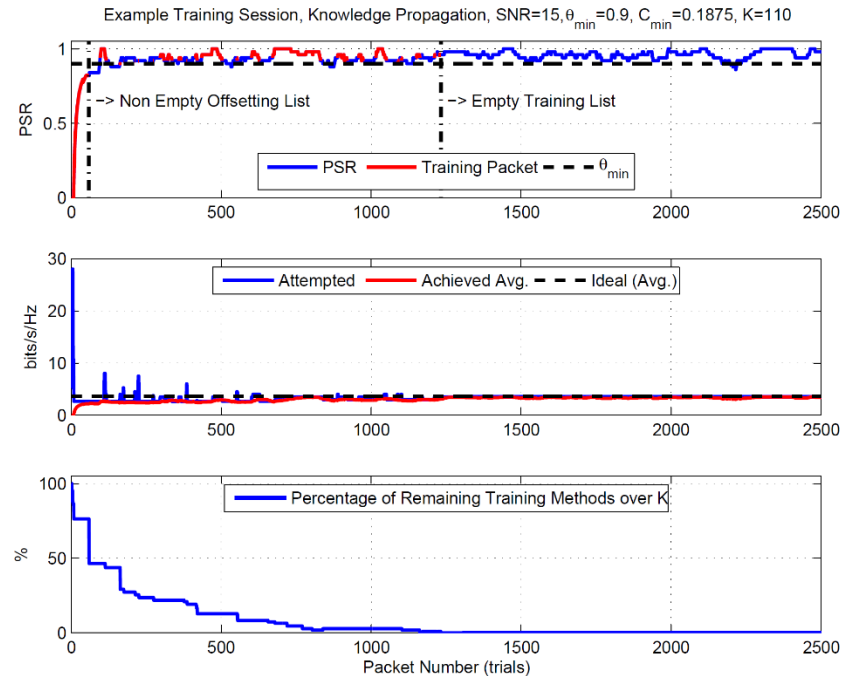 Example Training Session, Knowledge Propagation, SNR=15,θ_min=0.9, C_min=0.1875, K=110
1
0.5
0
PSR
--> Non Empty Offsetting List
--> Empty Training List
PSR Training Packet θ_min
0 500 1000 1500 2000 2500
30
20
10
0
bits/s/Hz
Attempted Achieved Avg. Ideal (Avg.)
0 500 1000 1500 2000 2500
100
50
0
%
Percentage of Remaining Training Methods over K
0 500 1000 1500 2000 2500
Packet Number (trials)